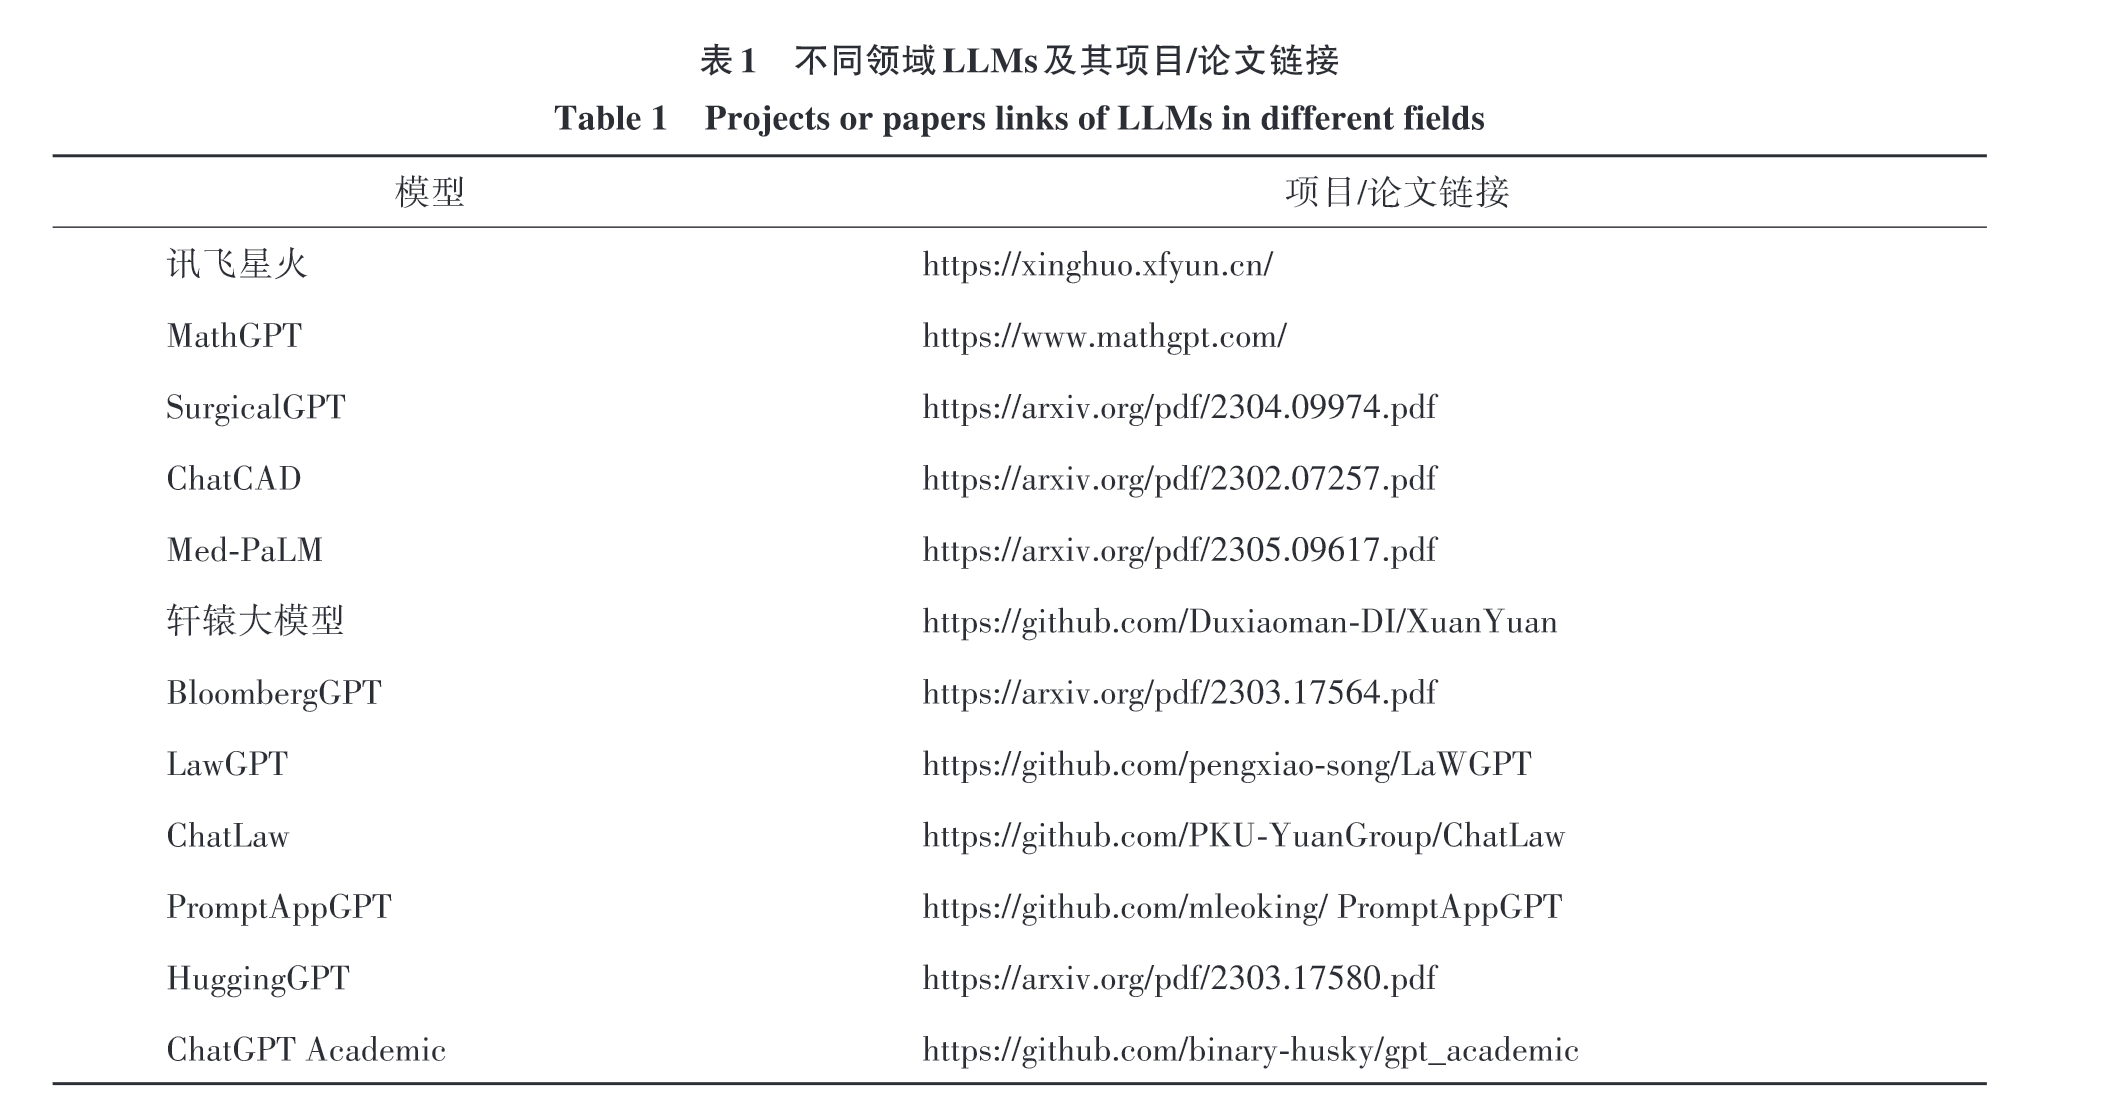 表1 不同领域LLMs及其项目/论文链接
Table 1 Projects or papers links of LLMs in different fields
模型 项目/论文链接
讯飞星火 https://xinghuo.xfyun.cn/
MathGPT https://www.mathgpt.com/
SurgicalGPT https://arxiv.org/pdf/2304.09974.pdf
ChatCAD https://arxiv.org/pdf/2302.07257.pdf
Med-PaLM https://arxiv.org/pdf/2305.09617.pdf
轩辕大模型 https://github.com/Duxiaoman-DI/XuanYuan
BloombergGPT https://arxiv.org/pdf/2303.17564.pdf
LawGPT https://github.com/pengxiao-song/LaWGPT
ChatLaw https://github.com/PKU-YuanGroup/ChatLaw
PromptAppGPT https://github.com/mleoking/ PromptAppGPT
HuggingGPT https://arxiv.org/pdf/2303.17580.pdf
ChatGPT Academic https://github.com/binary-husky/gpt_academic